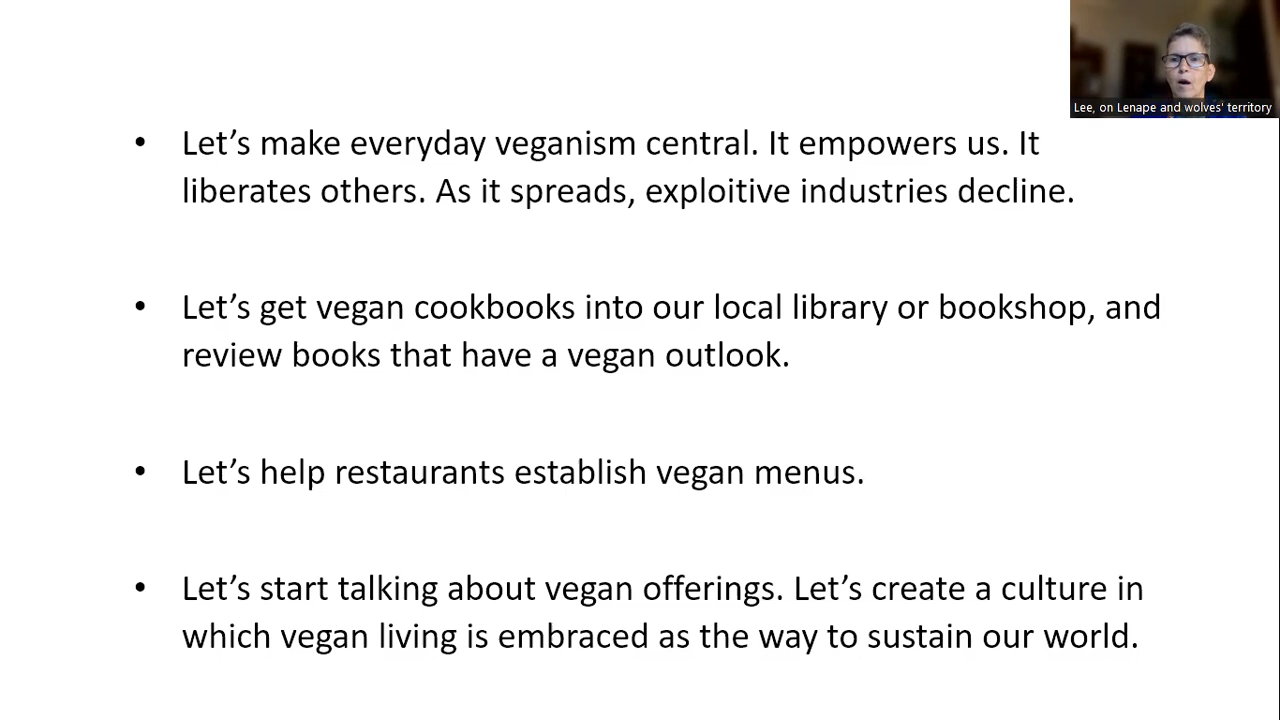 Lee, on Lenape and wolves' territory
• Let’s make everyday veganism central. It empowers us. It
liberates others. As it spreads, exploitive industries decline.
• Let’s get vegan cookbooks into our local library or bookshop, and
review books that have a vegan outlook.
• Let’s help restaurants establish vegan menus.
• Let’s start talking about vegan offerings. Let’s create a culture in
which vegan living is embraced as the way to sustain our world.